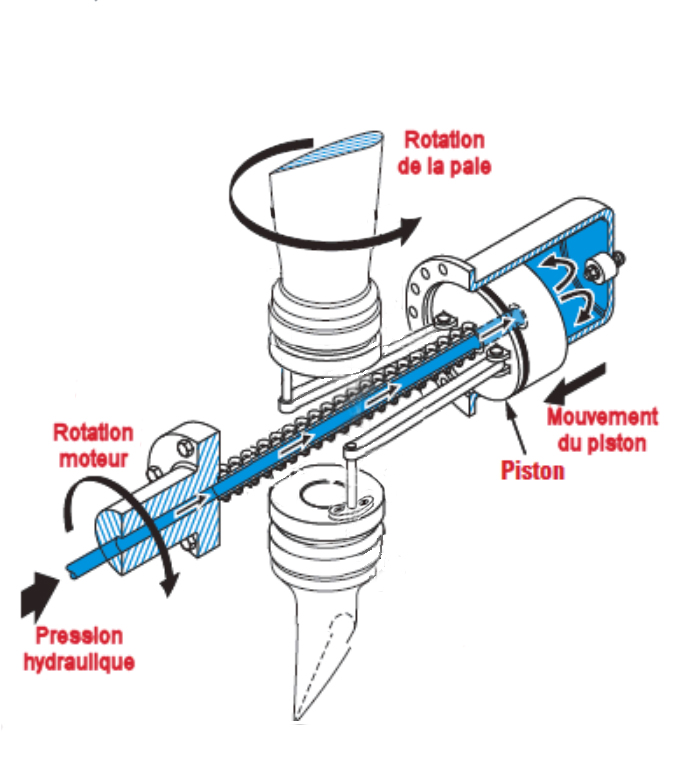 Rotation
de la pale
Mouvement
du piston
Piston
Rotation
moteur
Pression
hydraulique